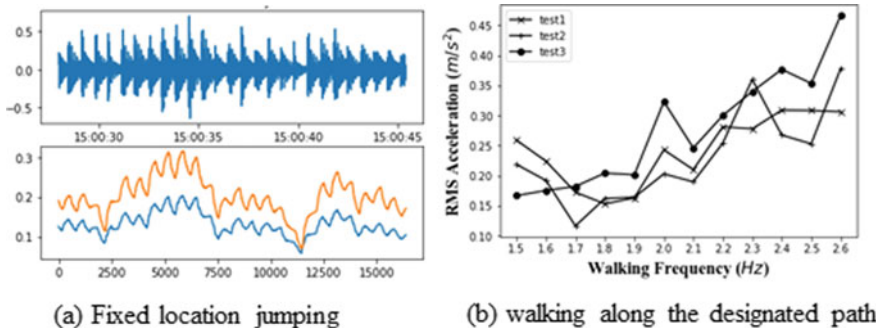 0.5
0.0
−0.5
15:00:30 15:00:35 15:00:40 15:00:45
0.3
0.2
0.1
0 2500 5000 7500 10000 12500 15000
(a) Fixed location jumping
RMS Acceleration (m/s²)
0.45
0.40
0.35
0.30
0.25
0.20
0.15
0.10
test1
test2
test3
1.5 1.6 1.7 1.8 1.9 2.0 2.1 2.2 2.3 2.4 2.5 2.6
Walking Frequency (Hz)
(b) walking along the designated path